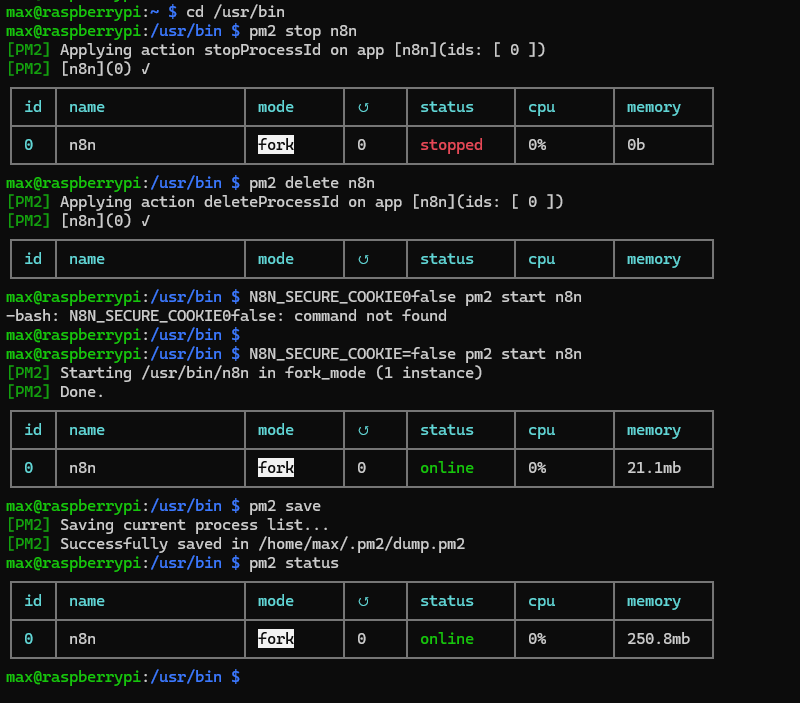 max@raspberrypi:~ $ cd /usr/bin
max@raspberrypi:/usr/bin $ pm2 stop n8n
[PM2] Applying action stopProcessId on app [n8n](ids: [ 0 ])
[PM2] [n8n](0) ✓
id name mode ↺ status cpu memory
0 n8n fork 0 stopped 0% 0b
max@raspberrypi:/usr/bin $ pm2 delete n8n
[PM2] Applying action deleteProcessId on app [n8n](ids: [ 0 ])
[PM2] [n8n](0) ✓
id name mode ↺ status cpu memory
max@raspberrypi:/usr/bin $ N8N_SECURE_COOKIE0false pm2 start n8n
-bash: N8N_SECURE_COOKIE0false: command not found
max@raspberrypi:/usr/bin $
max@raspberrypi:/usr/bin $ N8N_SECURE_COOKIE=false pm2 start n8n
[PM2] Starting /usr/bin/n8n in fork_mode (1 instance)
[PM2] Done.
id name mode ↺ status cpu memory
0 n8n fork 0 online 0% 21.1mb
max@raspberrypi:/usr/bin $ pm2 save
[PM2] Saving current process list...
[PM2] Successfully saved in /home/max/.pm2/dump.pm2
max@raspberrypi:/usr/bin $ pm2 status
id name mode ↺ status cpu memory
0 n8n fork 0 online 0% 250.8mb
max@raspberrypi:/usr/bin $